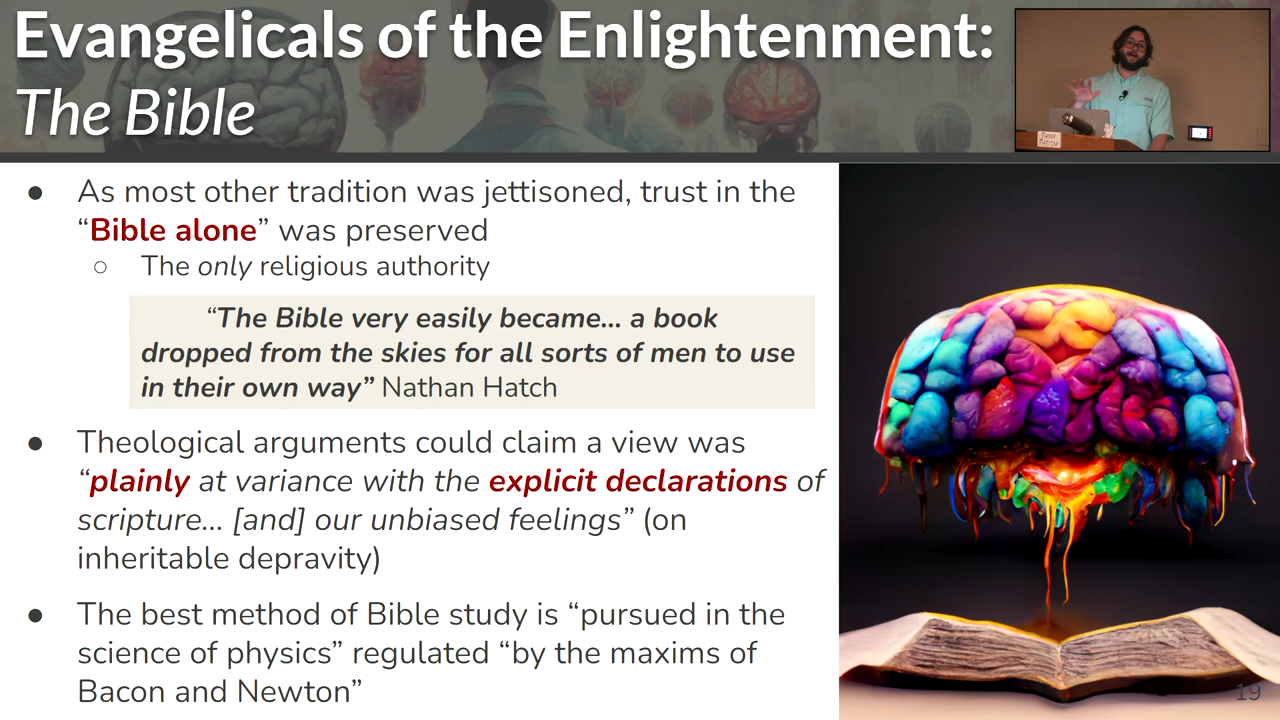 Evangelicals of the Enlightenment:
The Bible
● As most other tradition was jettisoned, trust in the
“Bible alone” was preserved
○ The only religious authority
“The Bible very easily became... a book
dropped from the skies for all sorts of men to use
in their own way” Nathan Hatch
● Theological arguments could claim a view was
“plainly at variance with the explicit declarations of
scripture... [and] our unbiased feelings” (on
inheritable depravity)
● The best method of Bible study is “pursued in the
science of physics” regulated “by the maxims of
Bacon and Newton”
19